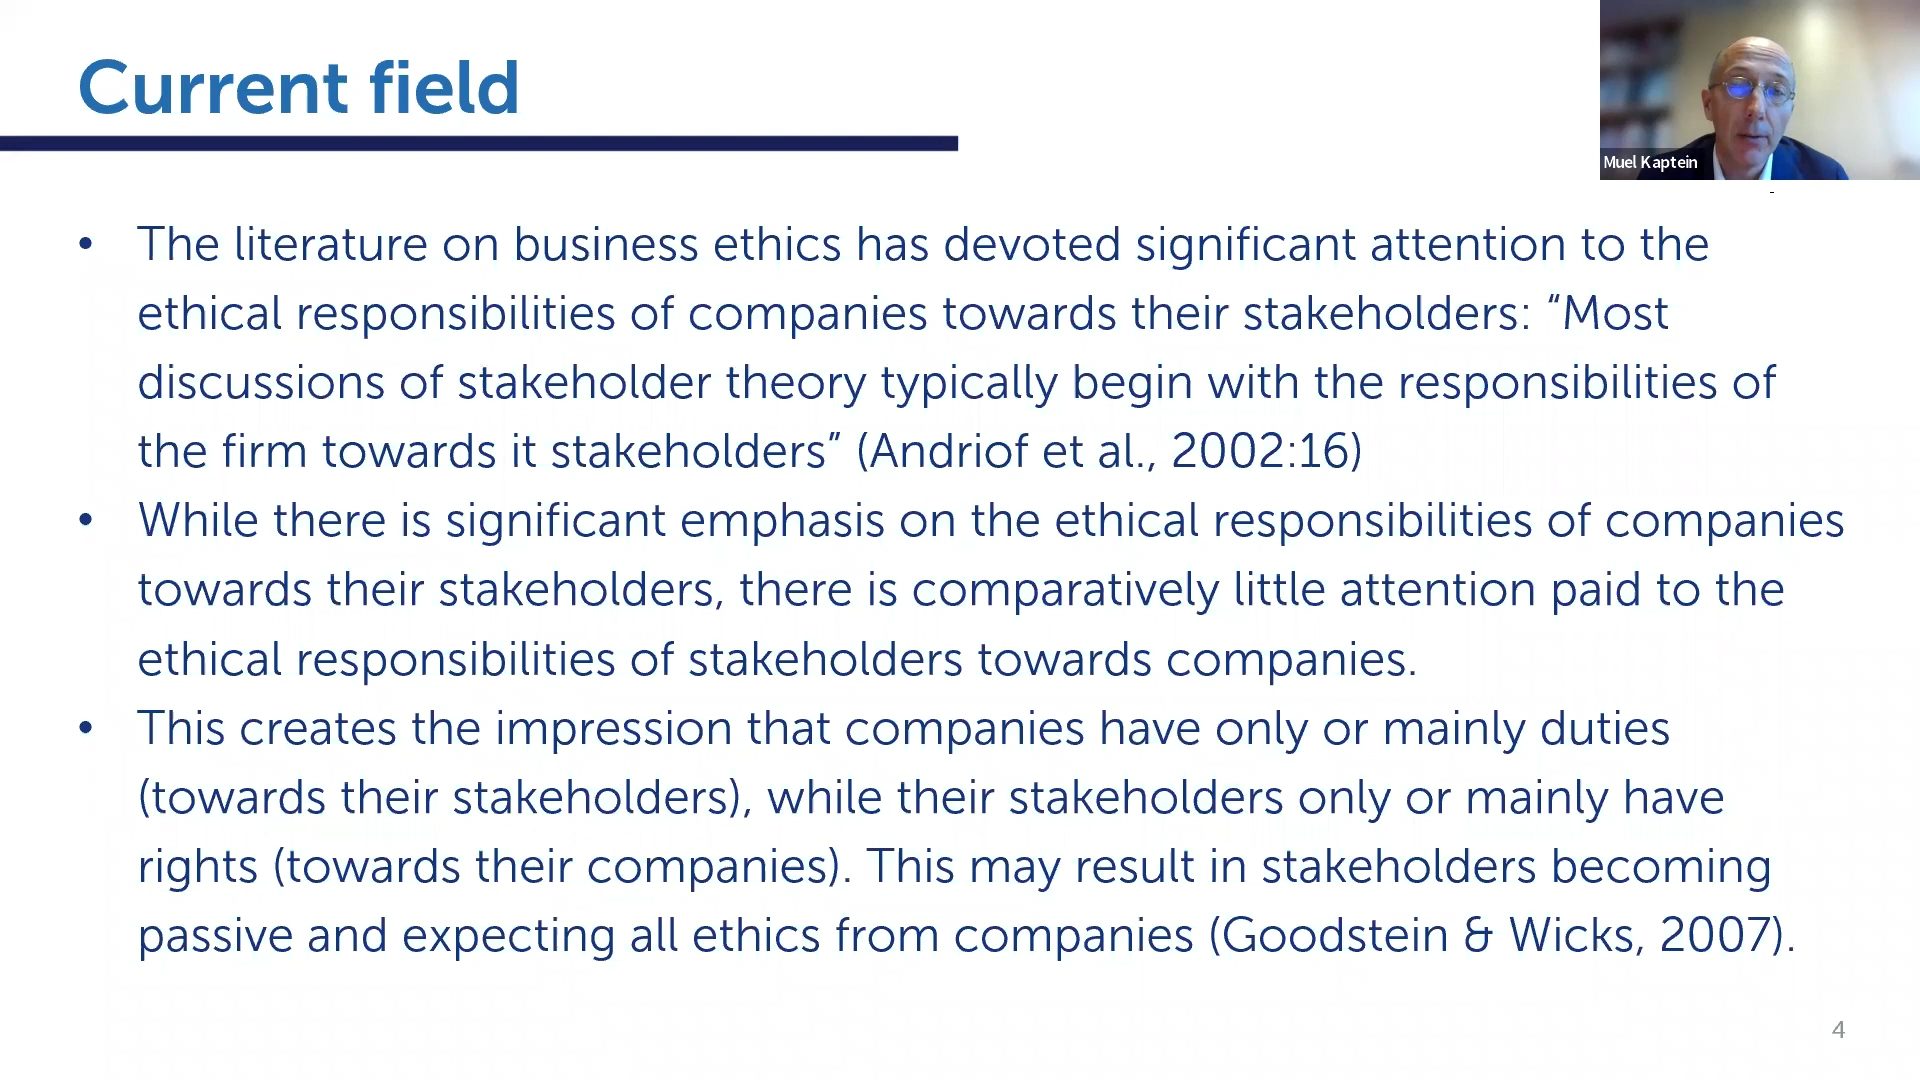 Current field
Muel Kaptein
• The literature on business ethics has devoted significant attention to the
ethical responsibilities of companies towards their stakeholders: “Most
discussions of stakeholder theory typically begin with the responsibilities of
the firm towards it stakeholders” (Andriof et al., 2002:16)
• While there is significant emphasis on the ethical responsibilities of companies
towards their stakeholders, there is comparatively little attention paid to the
ethical responsibilities of stakeholders towards companies.
• This creates the impression that companies have only or mainly duties
(towards their stakeholders), while their stakeholders only or mainly have
rights (towards their companies). This may result in stakeholders becoming
passive and expecting all ethics from companies (Goodstein & Wicks, 2007).
4